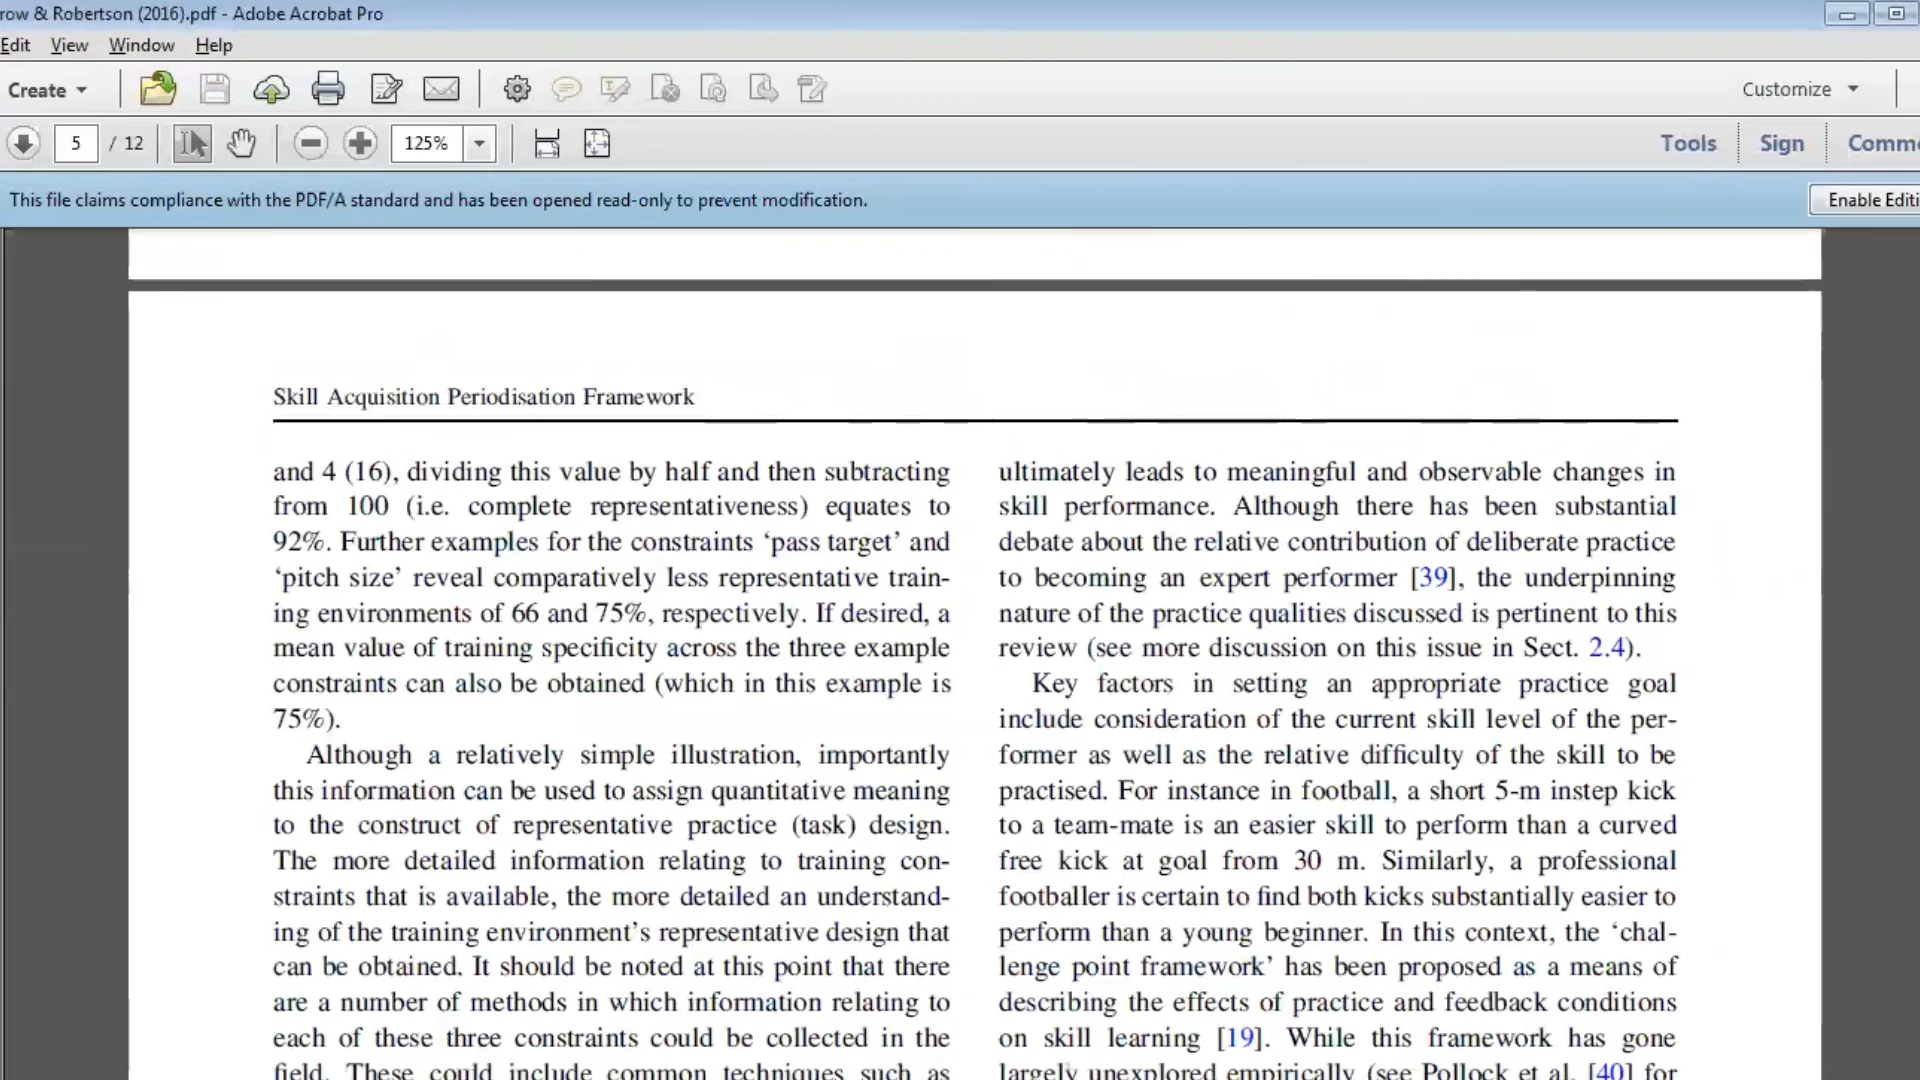 row & Robertson (2016).pdf - Adobe Acrobat Pro
Edit View Window Help
Create
Customize
5 / 12
125%
Tools
Sign
Comm
This file claims compliance with the PDF/A standard and has been opened read-only to prevent modification.
Enable Editi
Skill Acquisition Periodisation Framework
and 4 (16), dividing this value by half and then subtracting
from 100 (i.e. complete representativeness) equates to
92%. Further examples for the constraints ‘pass target’ and
‘pitch size’ reveal comparatively less representative train-
ing environments of 66 and 75%, respectively. If desired, a
mean value of training specificity across the three example
constraints can also be obtained (which in this example is
75%).
Although a relatively simple illustration, importantly
this information can be used to assign quantitative meaning
to the construct of representative practice (task) design.
The more detailed information relating to training con-
straints that is available, the more detailed an understand-
ing of the training environment’s representative design that
can be obtained. It should be noted at this point that there
are a number of methods in which information relating to
each of these three constraints could be collected in the
field. These could include common techniques such as
ultimately leads to meaningful and observable changes in
skill performance. Although there has been substantial
debate about the relative contribution of deliberate practice
to becoming an expert performer [39], the underpinning
nature of the practice qualities discussed is pertinent to this
review (see more discussion on this issue in Sect. 2.4).
Key factors in setting an appropriate practice goal
include consideration of the current skill level of the per-
former as well as the relative difficulty of the skill to be
practised. For instance in football, a short 5-m instep kick
to a team-mate is an easier skill to perform than a curved
free kick at goal from 30 m. Similarly, a professional
footballer is certain to find both kicks substantially easier to
perform than a young beginner. In this context, the ‘chal-
lenge point framework’ has been proposed as a means of
describing the effects of practice and feedback conditions
on skill learning [19]. While this framework has gone
largely unexplored empirically (see Pollock et al. [40] for